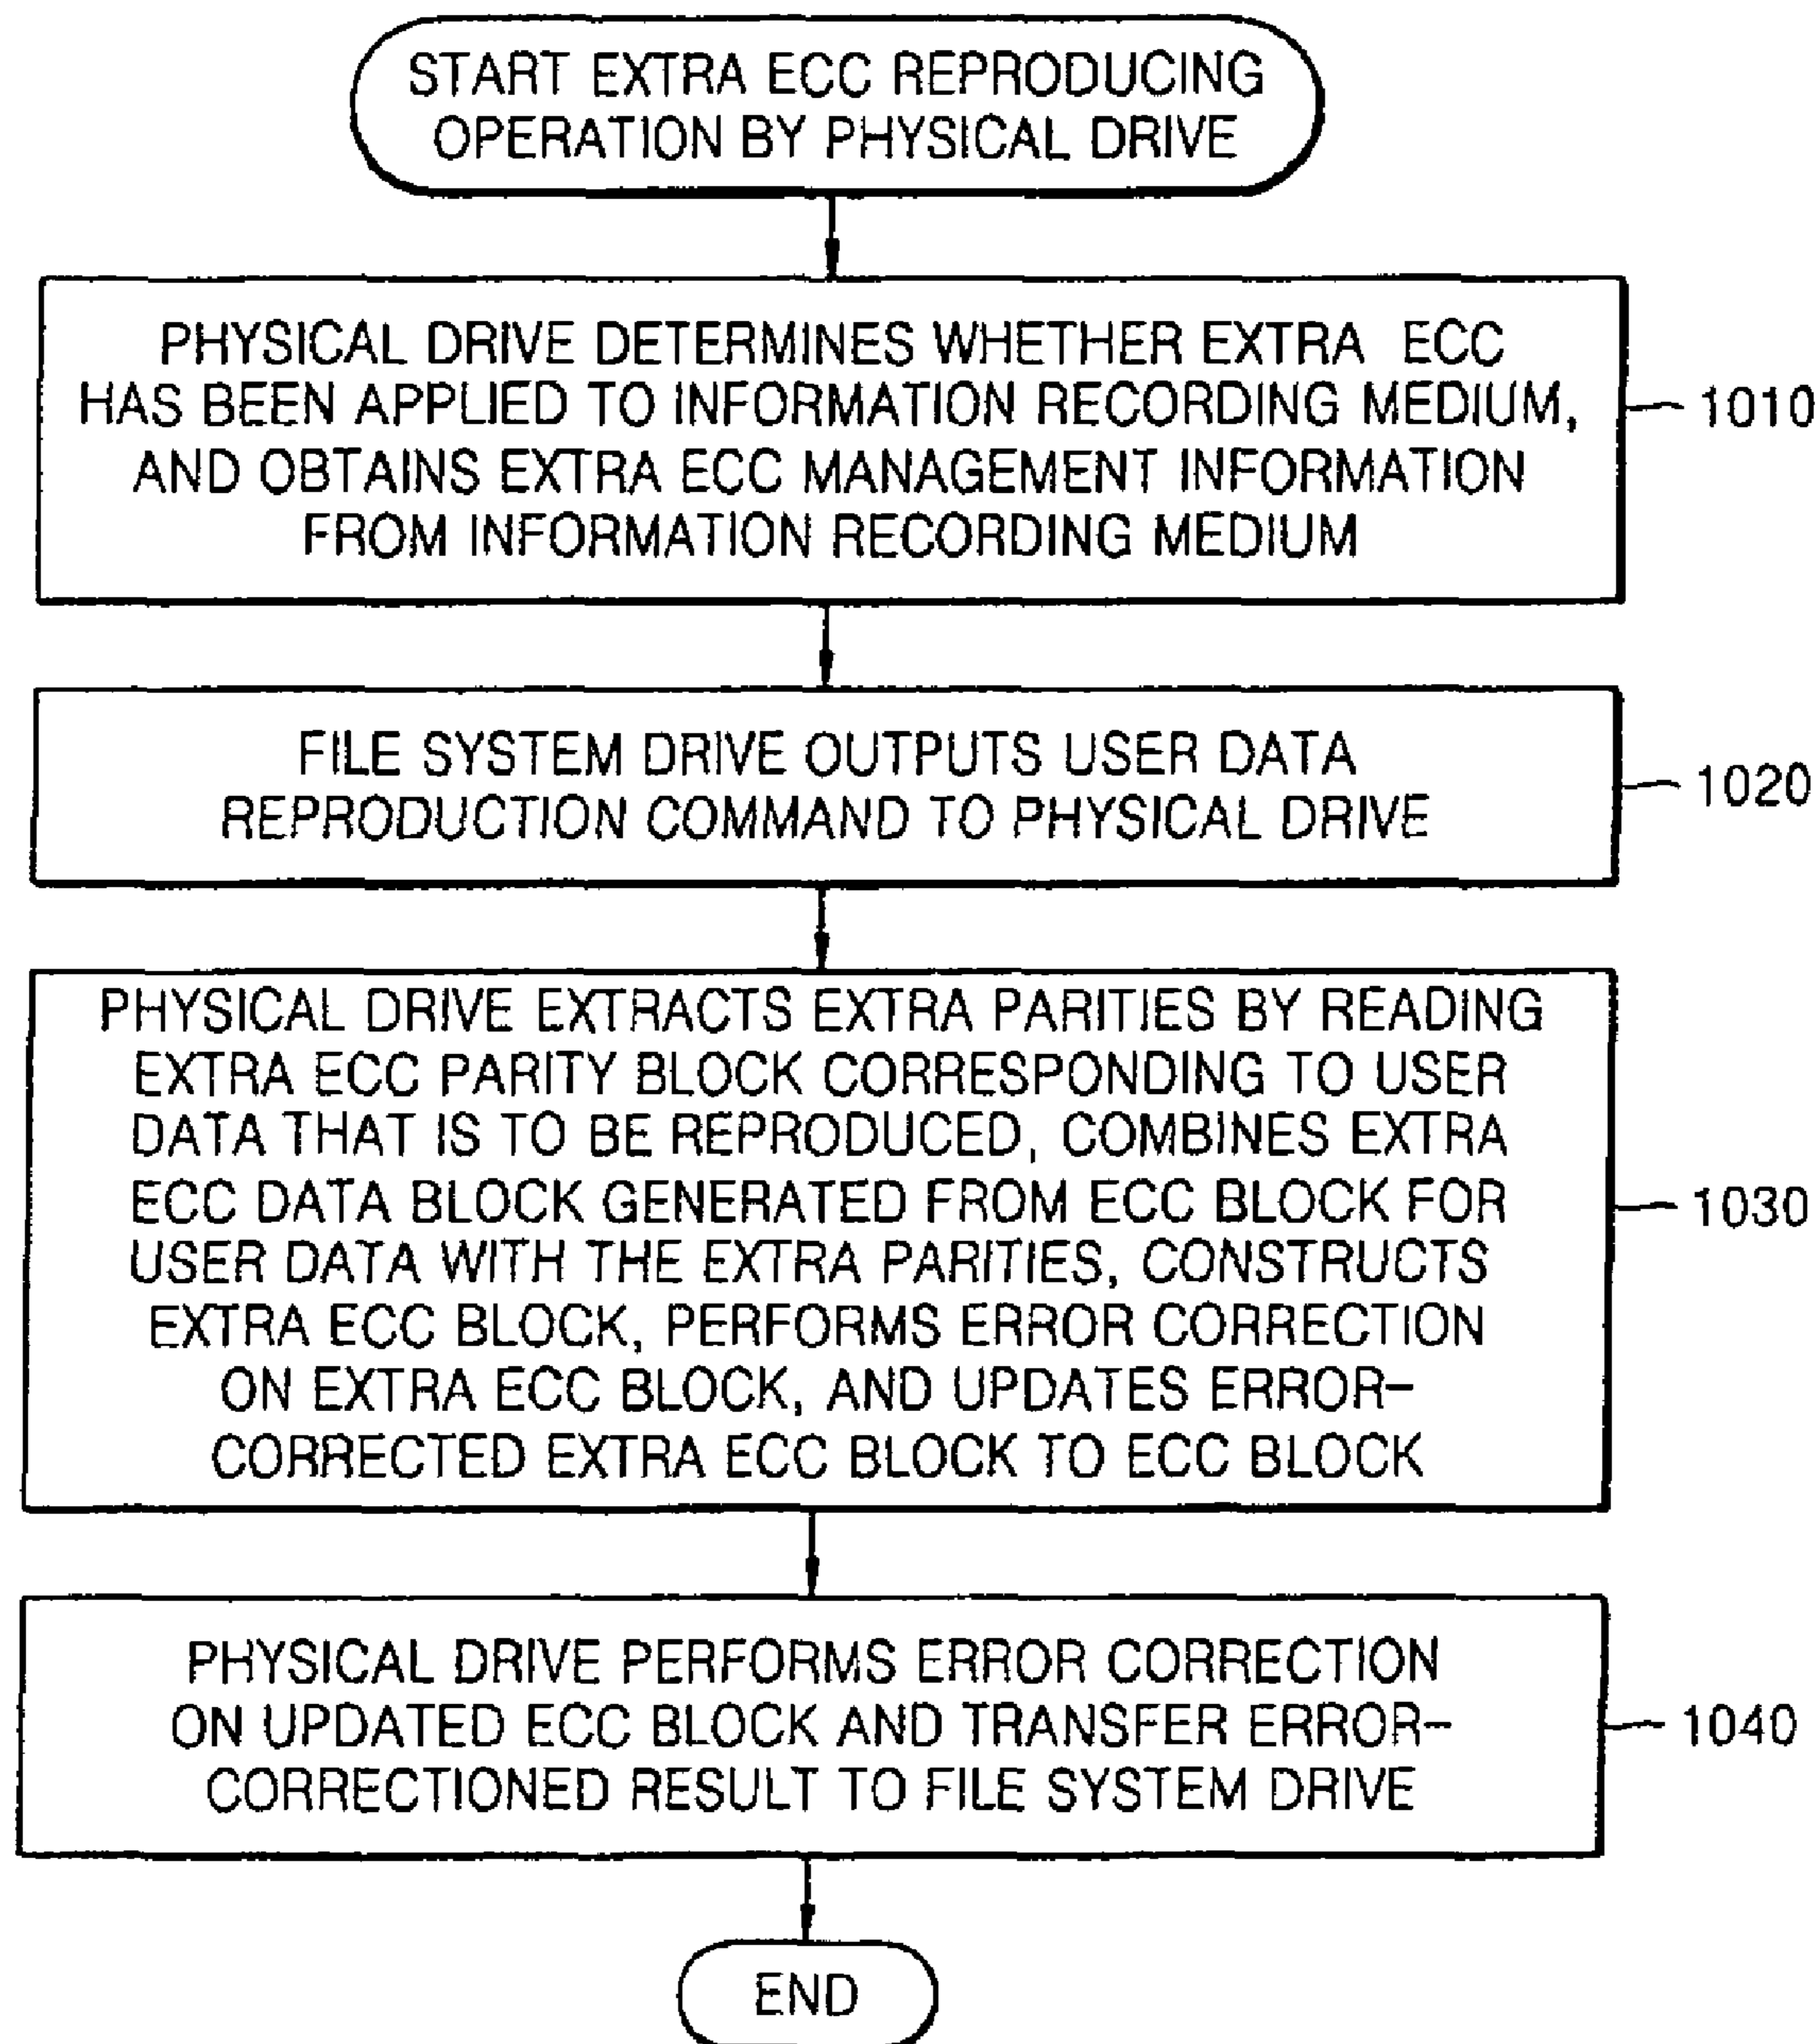 START EXTRA ECC REPRODUCING
OPERATION BY PHYSICAL DRIVE
PHYSICAL DRIVE DETERMINES WHETHER EXTRA ECC
HAS BEEN APPLIED TO INFORMATION RECORDING MEDIUM,
AND OBTAINS EXTRA ECC MANAGEMENT INFORMATION
FROM INFORMATION RECORDING MEDIUM
1010
FILE SYSTEM DRIVE OUTPUTS USER DATA
REPRODUCTION COMMAND TO PHYSICAL DRIVE
1020
PHYSICAL DRIVE EXTRACTS EXTRA PARITIES BY READING
EXTRA ECC PARITY BLOCK CORRESPONDING TO USER
DATA THAT IS TO BE REPRODUCED, COMBINES EXTRA
ECC DATA BLOCK GENERATED FROM ECC BLOCK FOR
USER DATA WITH THE EXTRA PARITIES, CONSTRUCTS
EXTRA ECC BLOCK, PERFORMS ERROR CORRECTION
ON EXTRA ECC BLOCK, AND UPDATES ERROR-
CORRECTED EXTRA ECC BLOCK TO ECC BLOCK
1030
PHYSICAL DRIVE PERFORMS ERROR CORRECTION
ON UPDATED ECC BLOCK AND TRANSFER ERROR-
CORRECTIONED RESULT TO FILE SYSTEM DRIVE
1040
END